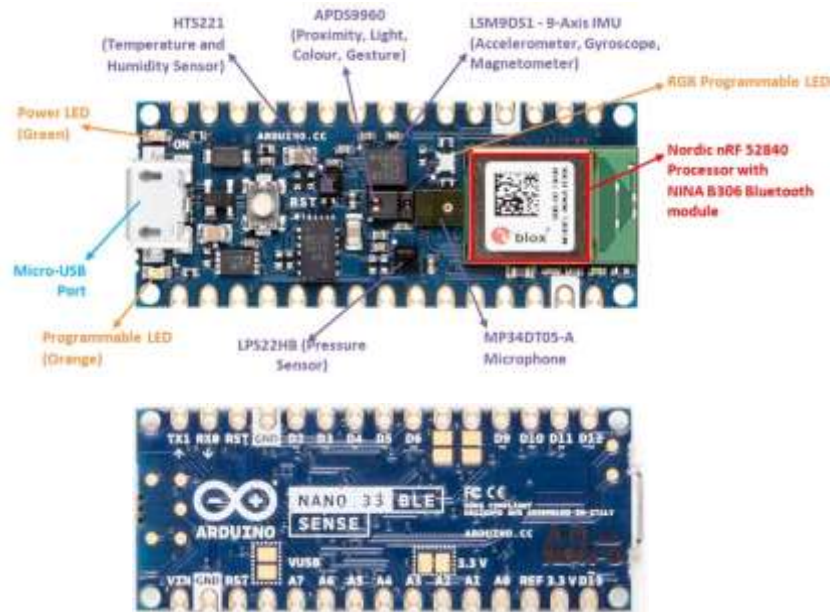 HTS221
(Temperature and
Humidity Sensor)
APDS9960
(Proximity, Light,
Colour, Gesture)
LSM9DS1 - 9-Axis IMU
(Accelerometer, Gyroscope,
Magnetometer)
RGB Programmable LED
Power LED
(Green)
ON
ARDUINO.CC
RST
blox
Nordic nRF 52840
Processor with
NINA B306 Bluetooth
module
Micro-USB
Port
Programmable LED
(Orange)
LPS22HB (Pressure
Sensor)
MP34DT05-A
Microphone
TX1 RX0 RST GND D2 D3 D4 D5 D6 D9 D10 D11 D12
ARDUINO
NANO 33 BLE
SENSE
FC CE
ARDUINO.CC
VUSB
3.3 V
VIN GND RST A7 A6 A5 A4 A3 A2 A1 A0 REF 3.3 V D13